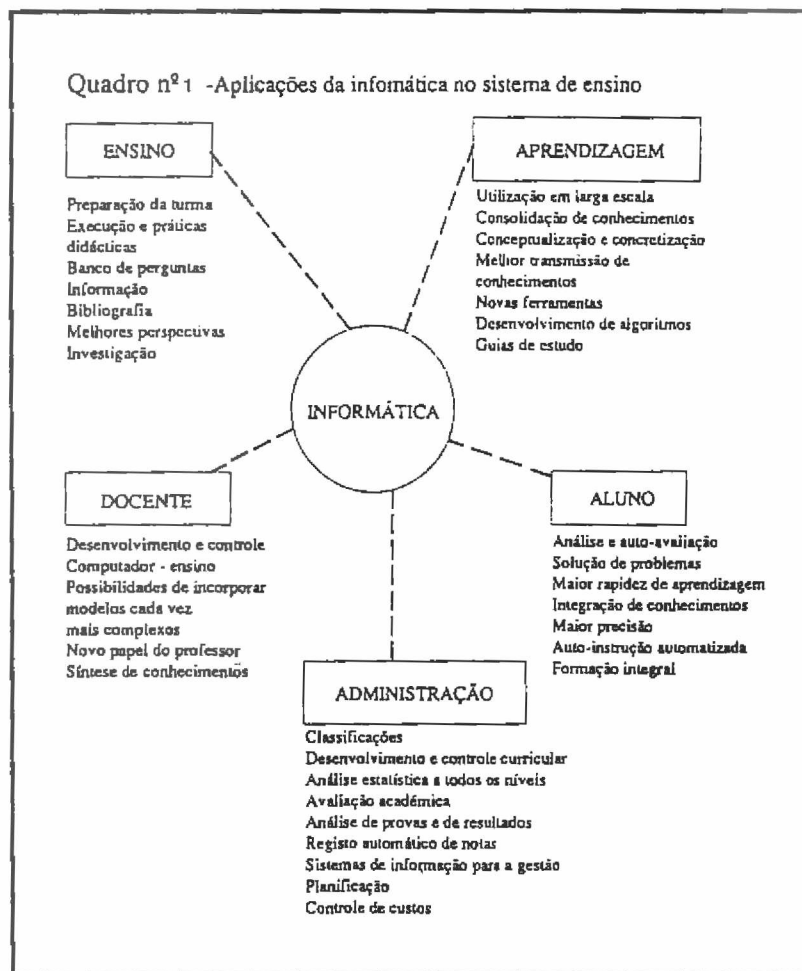 Quadro nº 1 -Aplicações da infomática no sistema de ensino
ENSINO
Preparação da turma
Execução e práticas
didácticas
Banco de perguntas
Informação
Bibliografia
Melhores perspectivas
Investigação
APRENDIZAGEM
Utilização em larga escala
Consolidação de conhecimentos
Conceptualização e concretização
Melhor transmissão de
conhecimentos
Novas ferramentas
Desenvolvimento de algoritmos
Guias de estudo
INFORMÁTICA
DOCENTE
Desenvolvimento e controle
Computador - ensino
Possibilidades de incorporar
modelos cada vez
mais complexos
Novo papel do professor
Síntese de conhecimentos
ALUNO
Análise e auto-avaliação
Solução de problemas
Maior rapidez de aprendizagem
Integração de conhecimentos
Maior precisão
Auto-instrução automatizada
Formação integral
ADMINISTRAÇÃO
Classificações
Desenvolvimento e controle curricular
Análise estatística a todos os níveis
Avaliação académica
Análise de provas e de resultados
Registo automático de notas
Sistemas de informação para a gestão
Planificação
Controle de custos